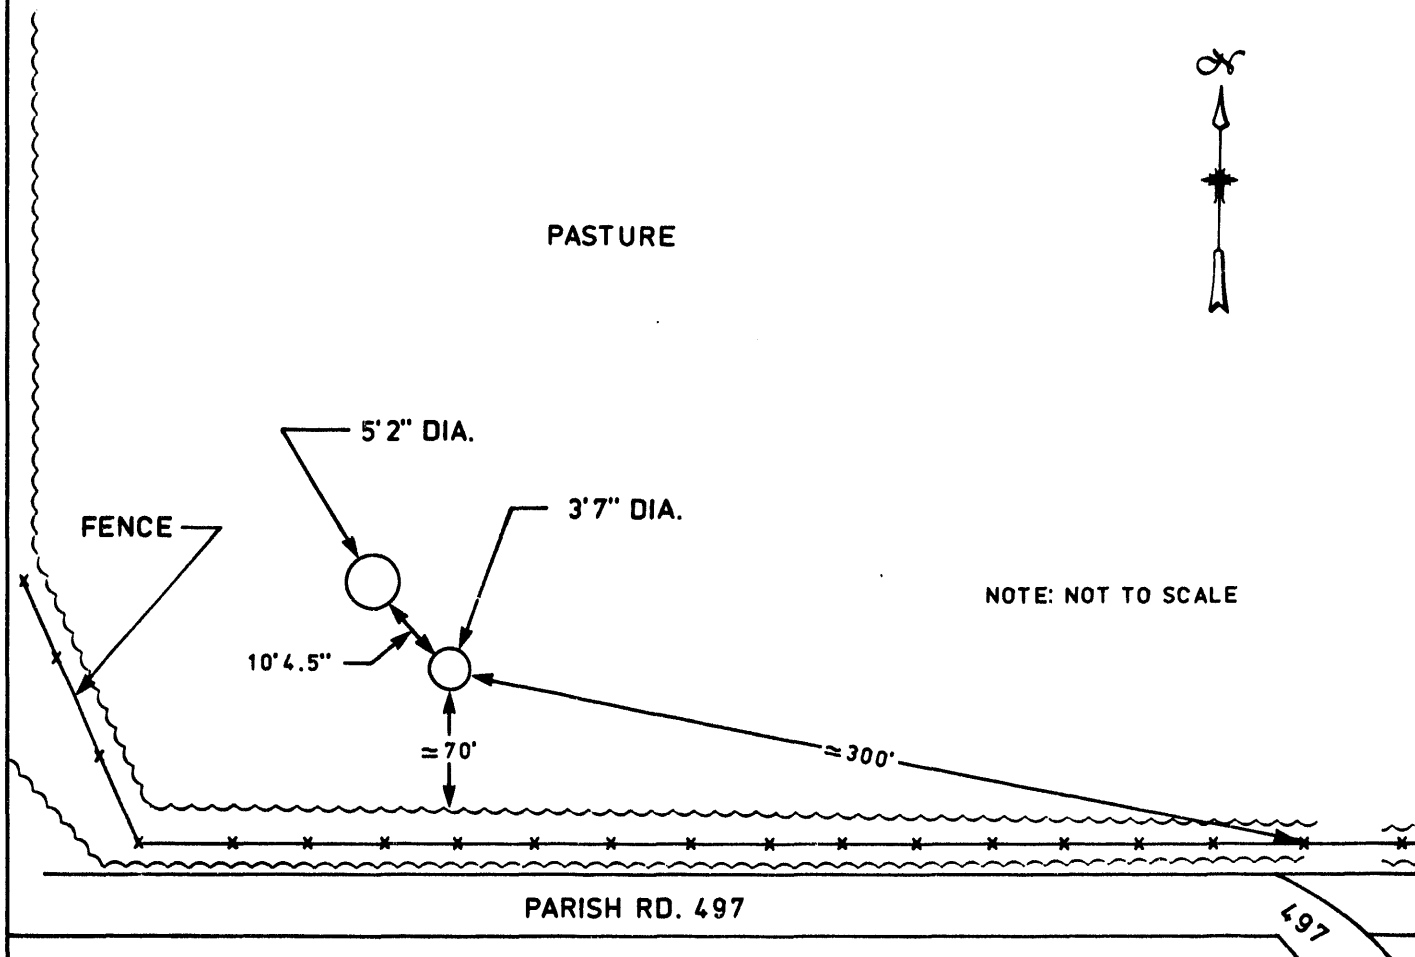 N
PASTURE
5'2" DIA.
3'7" DIA.
FENCE
NOTE: NOT TO SCALE
10'4.5"
≃70'
≃300'
PARISH RD. 497
497